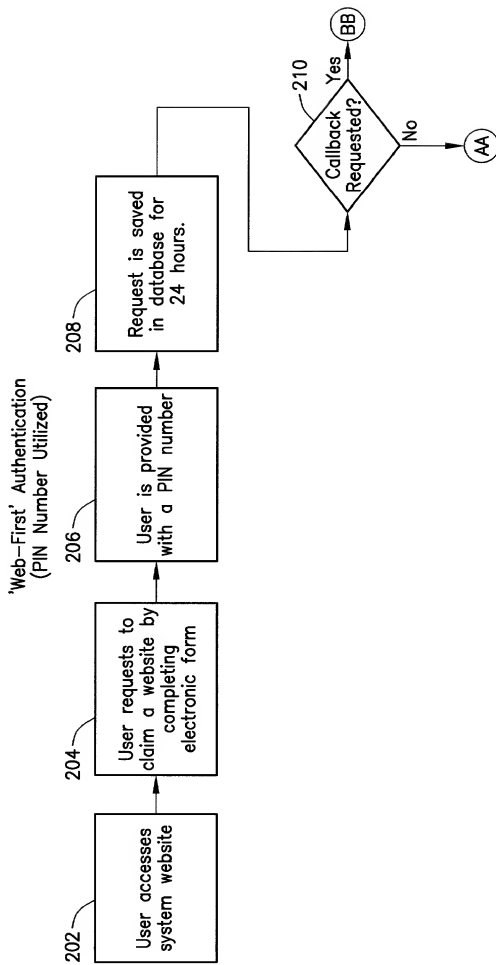 'Web-First' Authentication
(PIN Number Utilized)
202
User accesses
system website
204
User requests to
claim a website by
completing
electronic form
206
User is provided
with a PIN number
208
Request is saved
in database for
24 hours.
210
Callback
Requested?
Yes
BB
No
AA